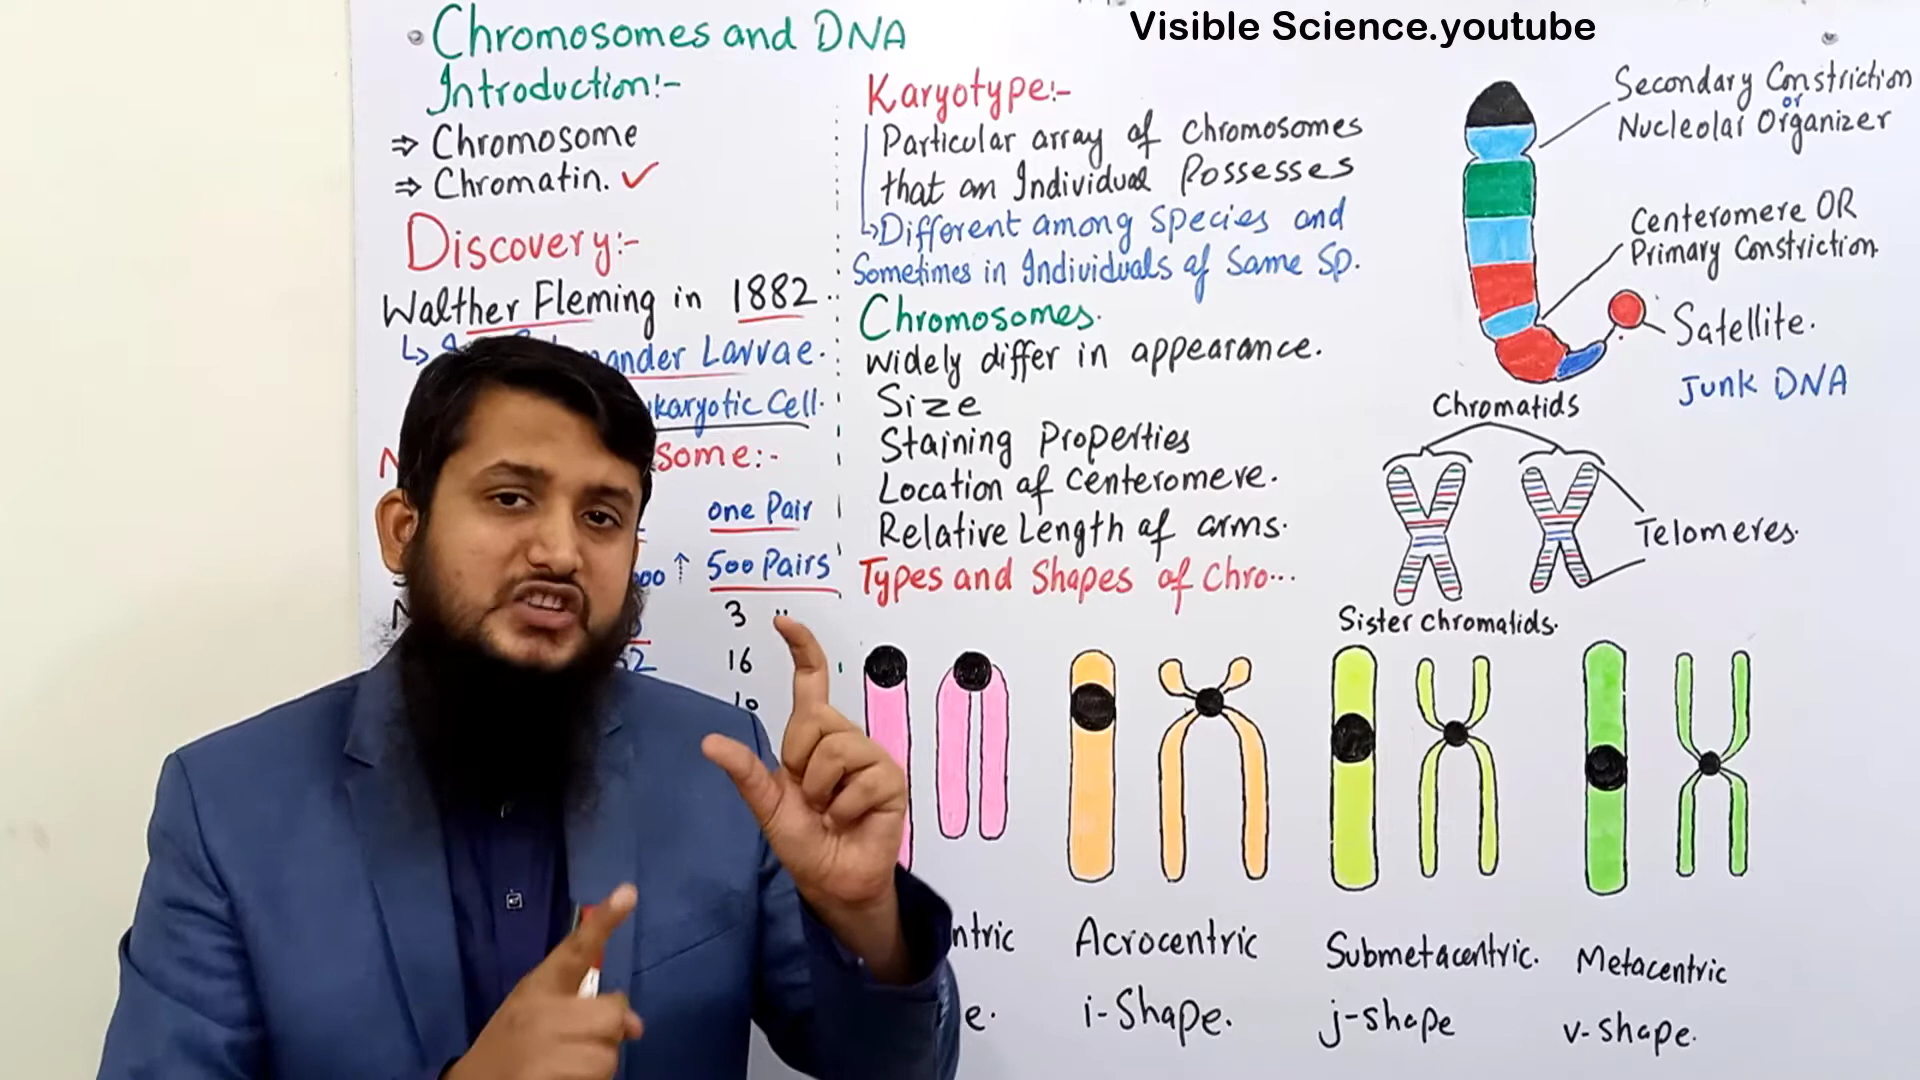 Visible Science.youtube
Chromosomes and DNA
Introduction:-
⇒ Chromosome
⇒ Chromatin. ✓
Discovery:-
Walther Fleming in 1882
Larvae.
Cell.
one Pair
↑ 500 Pairs
3 "
16
Karyotype:-
Particular array of chromosomes
that an Individual Possesses
↳Different among species and
Sometimes in Individuals of same SP.
Chromosomes.
widely differ in appearance.
Size
Staining Properties
Location of Centeromere.
Relative Length of arms.
Types and Shapes of Chro...
Secondary Constriction
or
Nucleolar Organizer
Centeromere OR
Primary Constriction
Satellite.
Junk DNA
Chromatids
Telomeres.
Sister chromatids.
Acrocentric
i-Shape.
Submetacentric.
j-shape
Metacentric
v-shape.